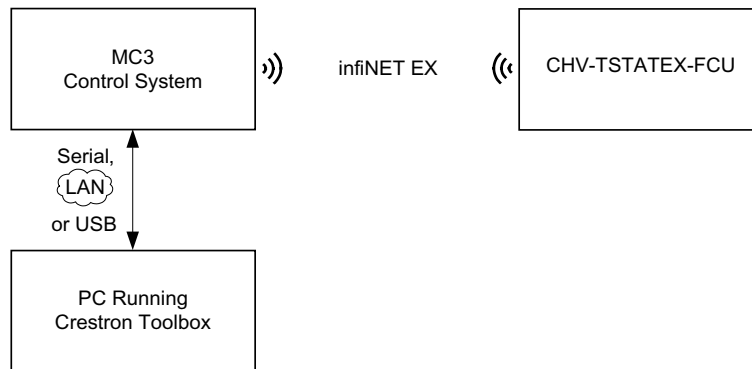 MC3
Control System
infiNET EX
CHV-TSTATEX-FCU
Serial,
LAN
or USB
PC Running
Crestron Toolbox